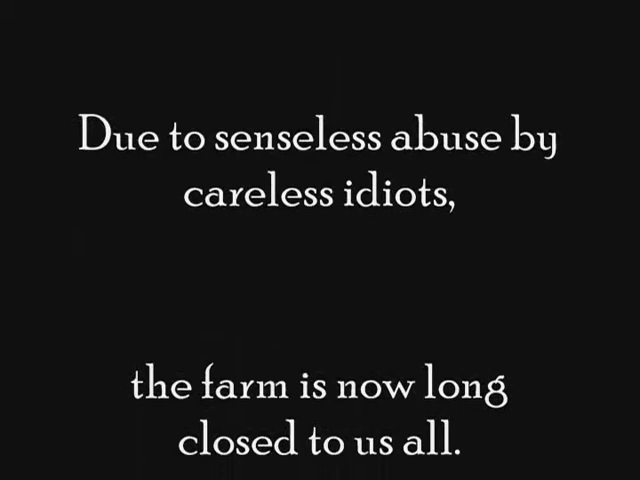 Due to senseless abuse by
careless idiots,
the farm is now long
closed to us all.